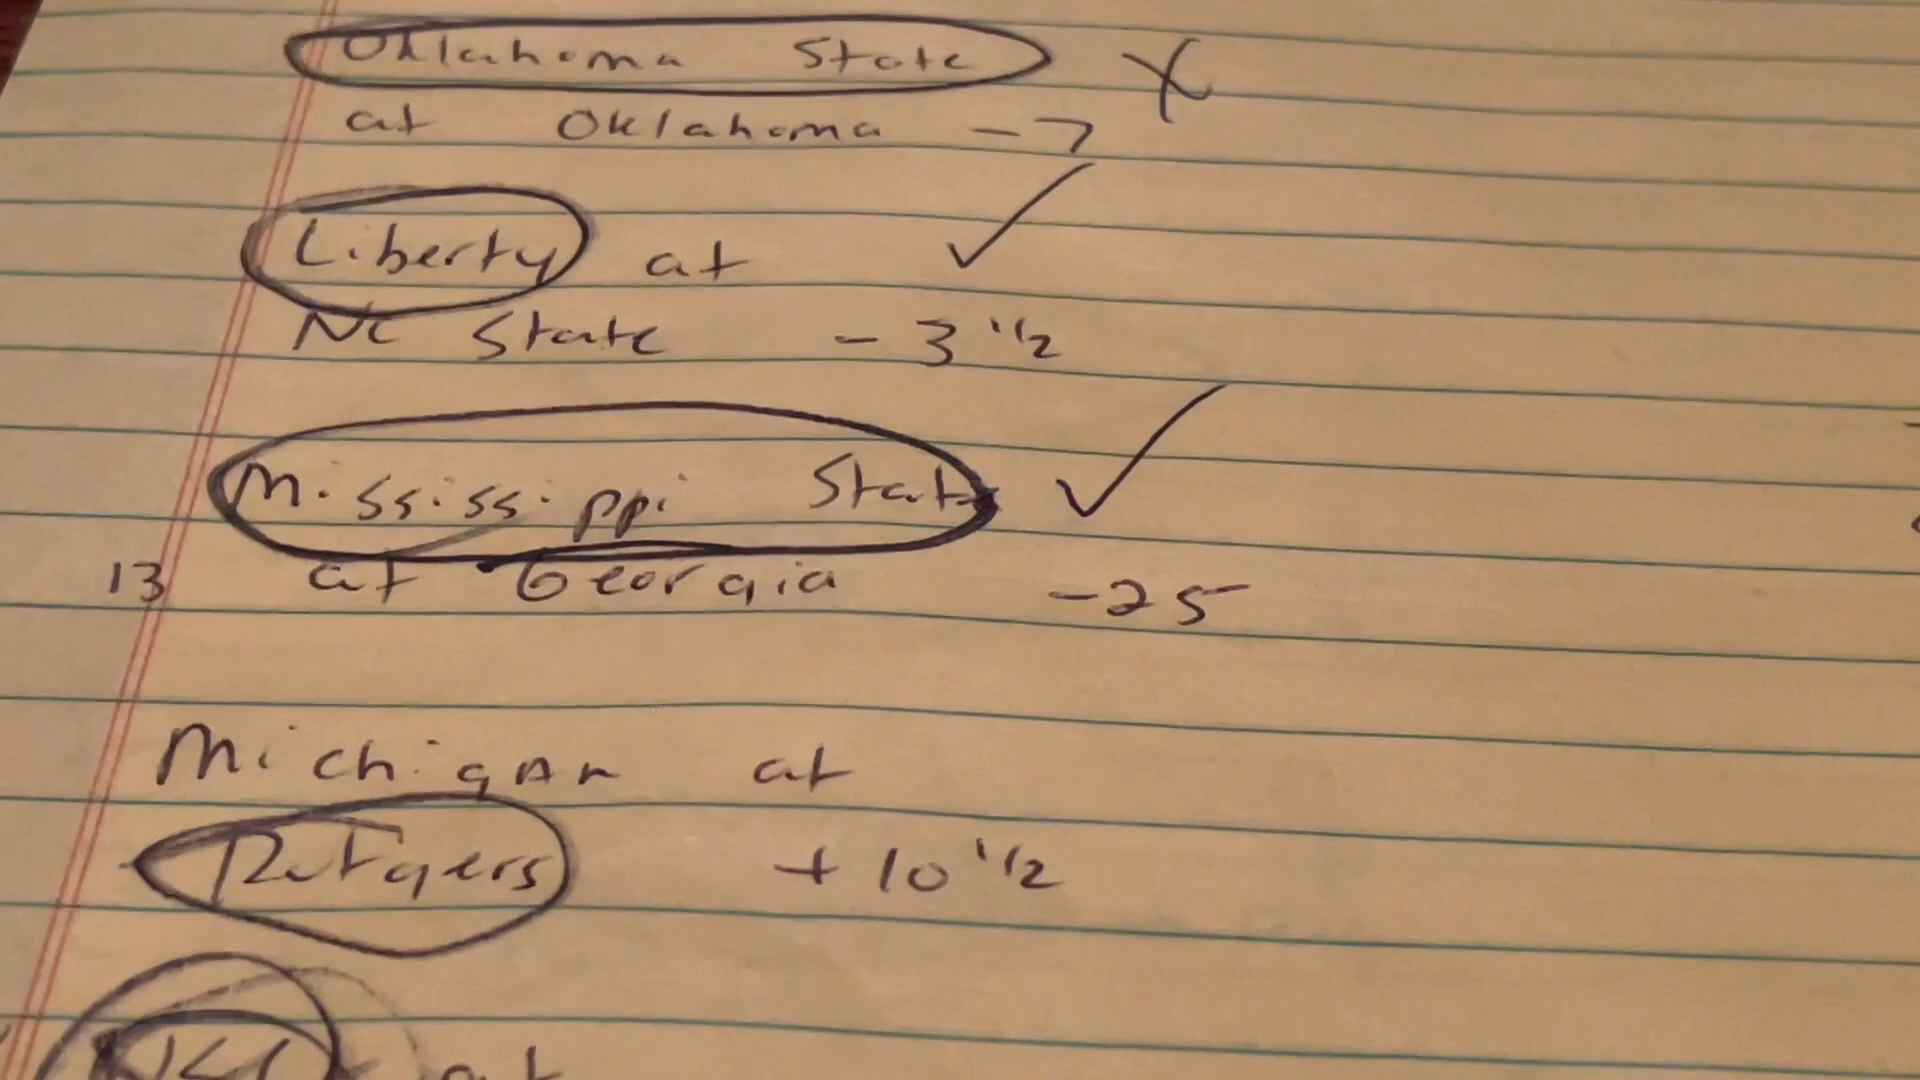 Oklahoma State X
at Oklahoma -7
Liberty at ✓
NC State - 3 1/2
Mississippi State ✓
13 at Georgia -25
Michigan at
Rutgers + 10 1/2
at